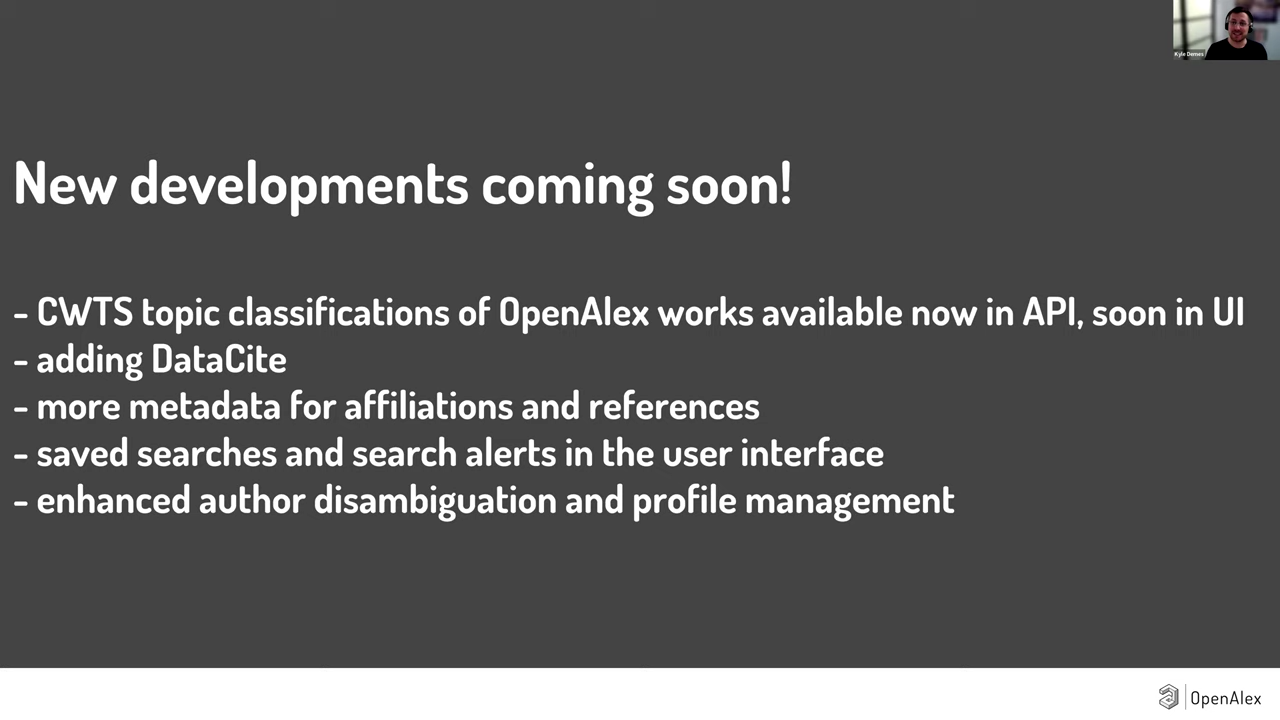 Kyle Demes
New developments coming soon!
- CWTS topic classifications of OpenAlex works available now in API, soon in UI
- adding DataCite
- more metadata for affiliations and references
- saved searches and search alerts in the user interface
- enhanced author disambiguation and profile management
OpenAlex